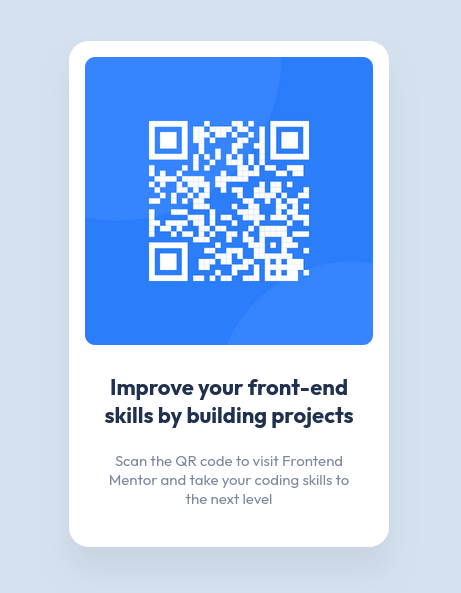 Improve your front-end
skills by building projects
Scan the QR code to visit Frontend
Mentor and take your coding skills to
the next level